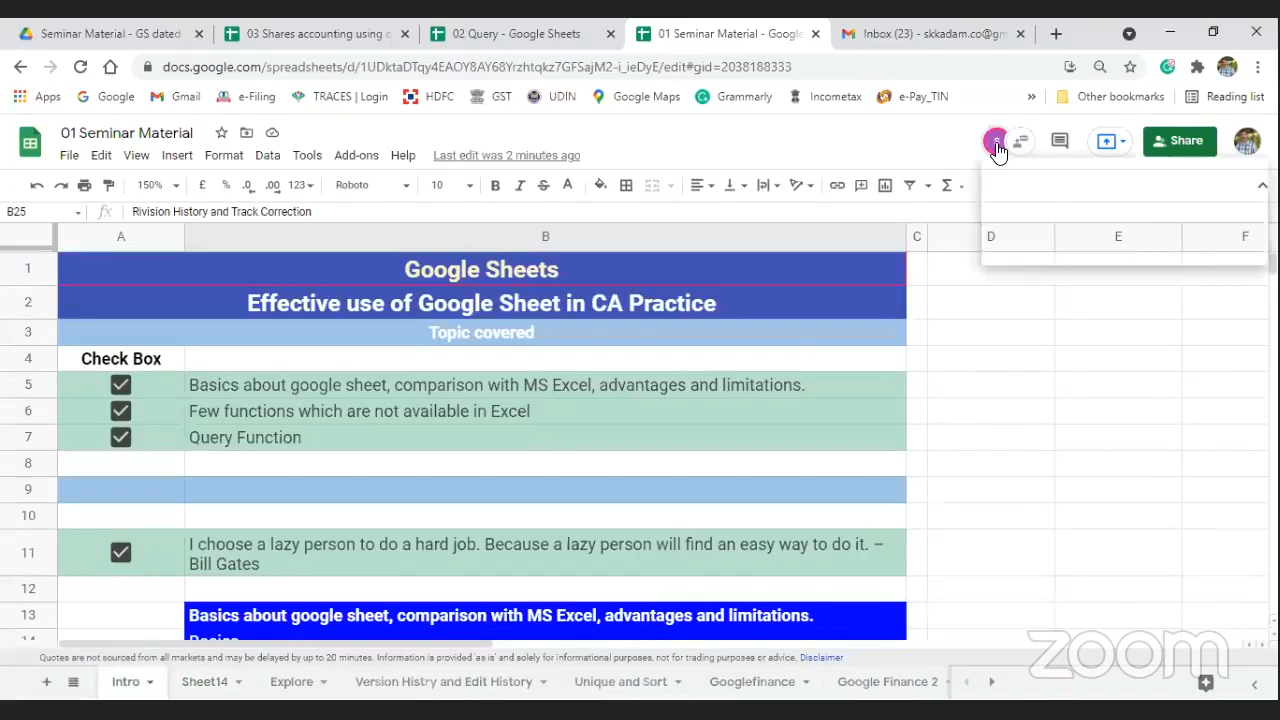 Seminar Material - GS dated
03 Shares accounting using
02 Query - Google Sheets
01 Seminar Material - Google
Inbox (23) - skkadam.co@gm
docs.google.com/spreadsheets/d/1UDktaDTqy4EAOY8AY68Yrzhtqkz7GFSajM2-i_ieDyE/edit#gid=2038188333
Apps Google Gmail e-Filing TRACES | Login HDFC GST UDIN Google Maps Grammarly Incometax e-Pay_TIN » Other bookmarks Reading list
01 Seminar Material
File Edit View Insert Format Data Tools Add-ons Help Last edit was 2 minutes ago
Share
150% £ % .0 .00 123 Roboto 10 B I S A Σ
B25 fx Rivision History and Track Correction
A B C D E F
1 Google Sheets
2 Effective use of Google Sheet in CA Practice
3 Topic covered
4 Check Box
5 Basics about google sheet, comparison with MS Excel, advantages and limitations.
6 Few functions which are not available in Excel
7 Query Function
8
9
10
11 I choose a lazy person to do a hard job. Because a lazy person will find an easy way to do it. –
Bill Gates
12
13 Basics about google sheet, comparison with MS Excel, advantages and limitations.
14 Basics
Quotes are not sourced from all markets and may be delayed by up to 20 minutes. Information is provided 'as is' and solely for informational purposes, not for trading purposes or advice. Disclaimer
zoom
Intro Sheet14 Explore Version Histry and Edit History Unique and Sort Googlefinance Google Finance 2